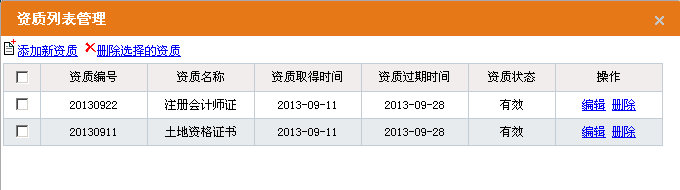 资质列表管理
添加新资质 删除选择的资质
资质编号 资质名称 资质取得时间 资质过期时间 资质状态 操作
20130922 注册会计师证 2013-09-11 2013-09-28 有效 编辑 删除
20130911 土地资格证书 2013-09-11 2013-09-28 有效 编辑 删除